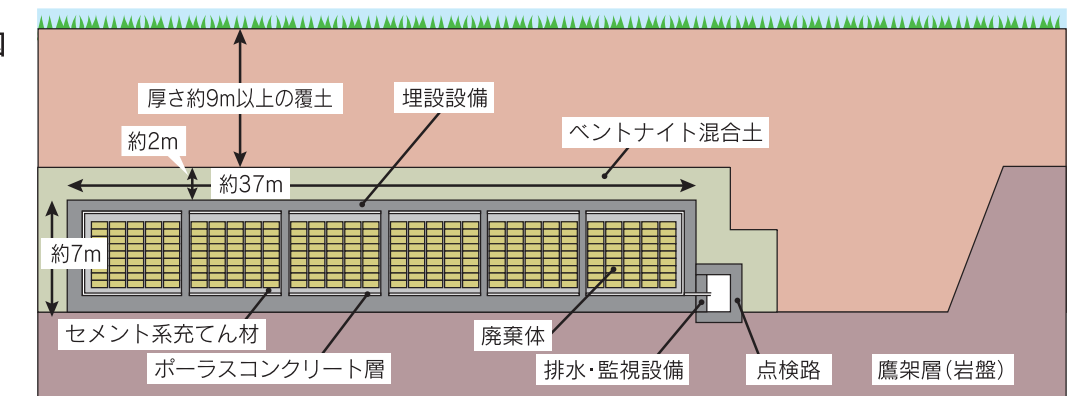 厚さ約9m以上の覆土
埋設設備
ベントナイト混合土
約2m
約37m
約7m
セメント系充てん材
ポーラスコンクリート層
廃棄体
排水・監視設備
点検路
鷹架層(岩盤)